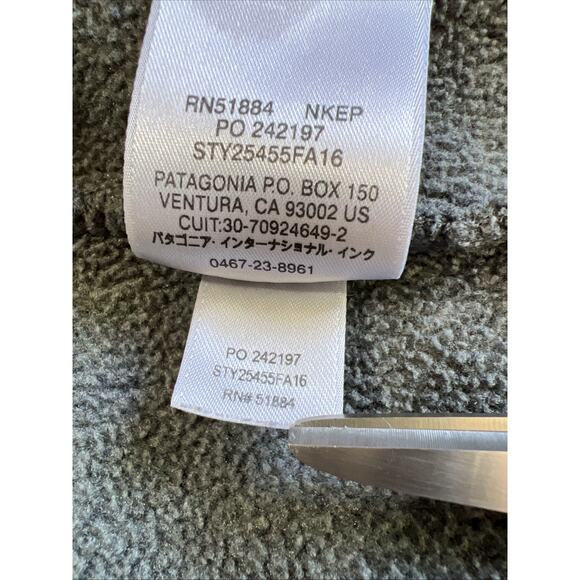 RN51884 NKEP
PO 242197
STY25455FA16
PATAGONIA P.O. BOX 150
VENTURA, CA 93002 US
CUIT:30-70924649-2
パタゴニア・インターナショナル・インク
0467-23-8961
PO 242197
STY25455FA16
RN# 51884